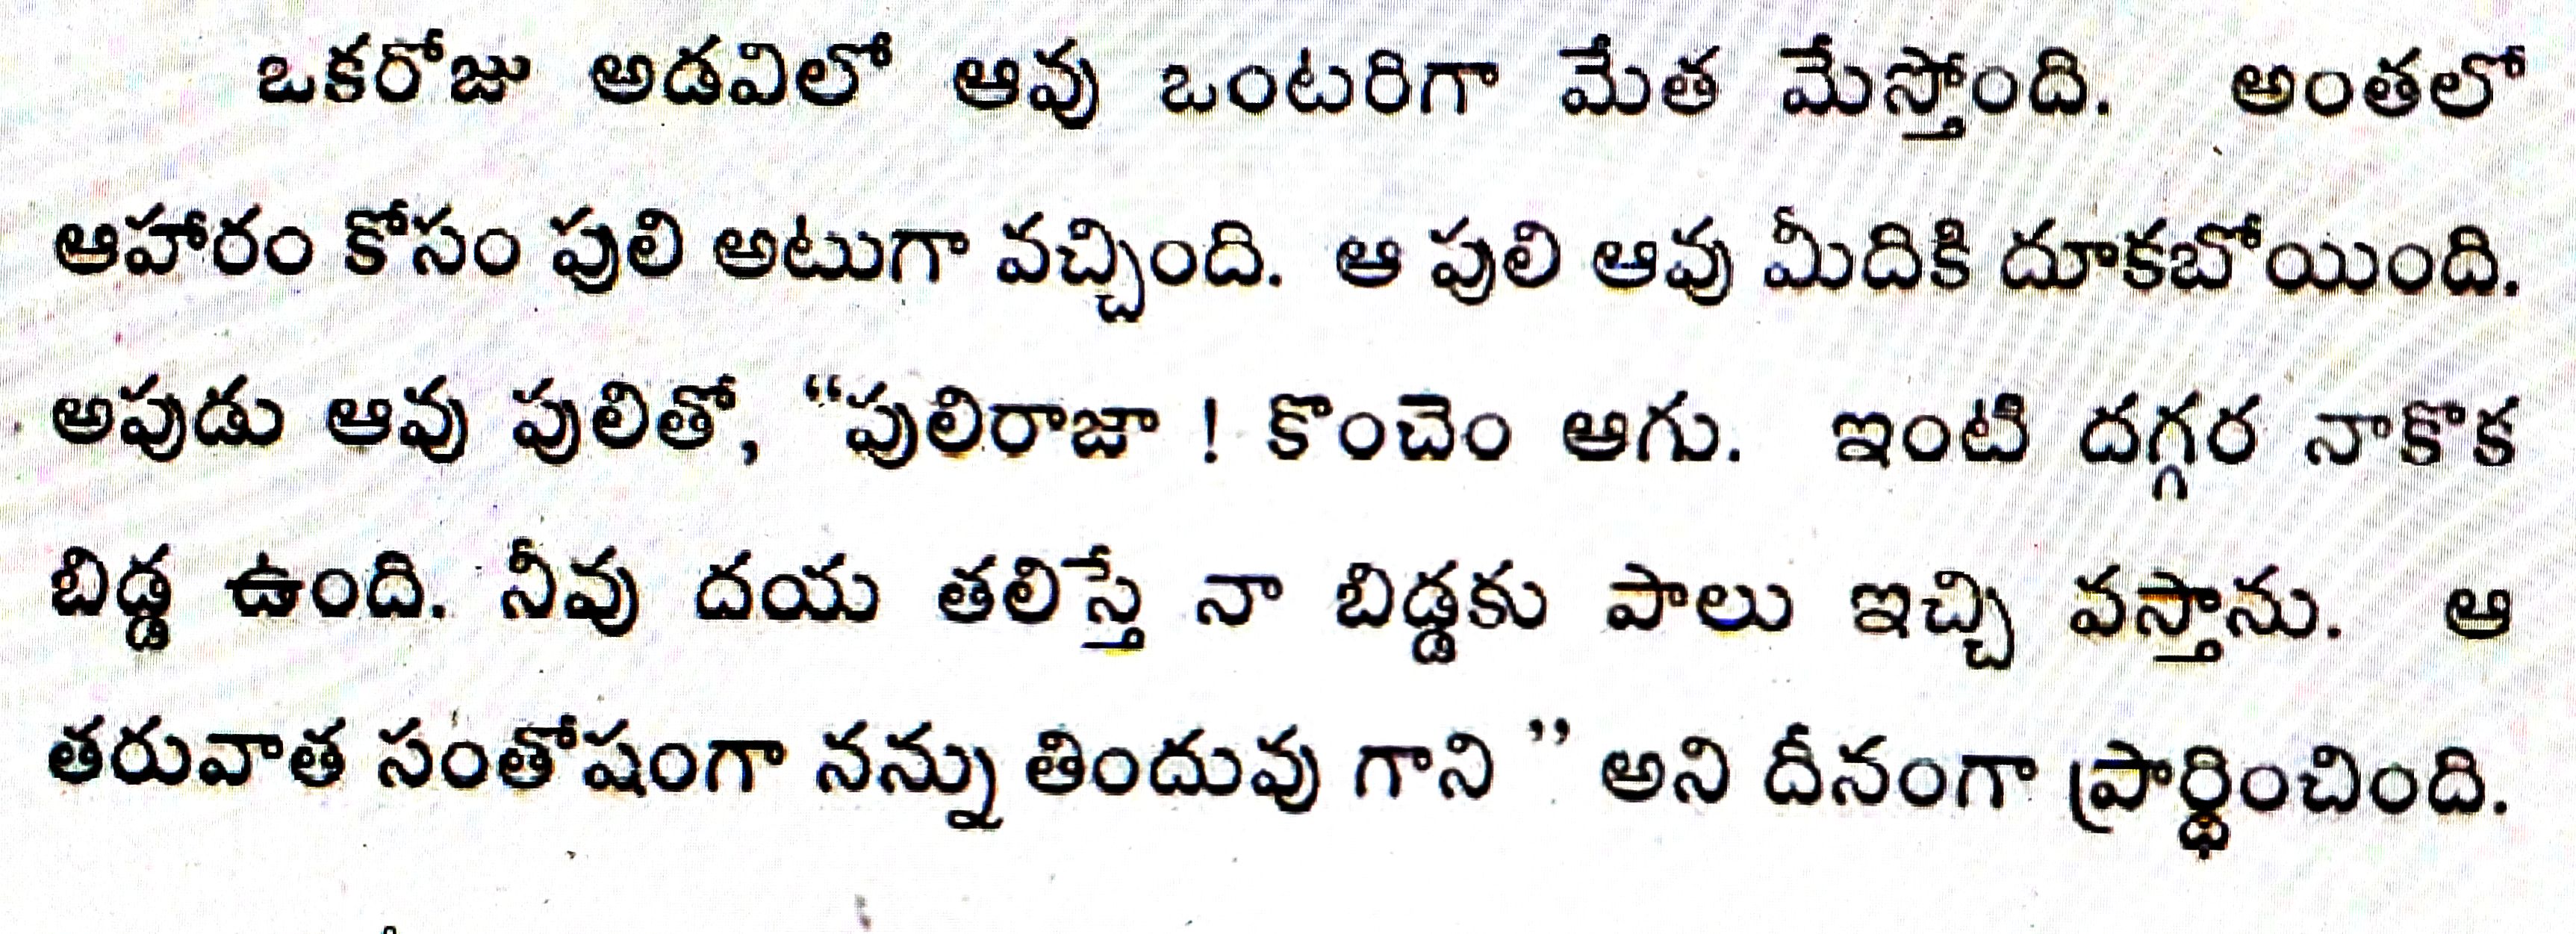 ఒకరోజు అడవిలో ఆవు ఒంటరిగా మేత మేస్తోంది. అంతలో
ఆహారం కోసం పులి అటుగా వచ్చింది. ఆ పులి ఆవు మీదికి దూకబోయింది.
అపుడు ఆవు పులితో, “పులిరాజా ! కొంచెం ఆగు. ఇంటి దగ్గర నాకొక
బిడ్డ ఉంది. నీవు దయ తలిస్తే నా బిడ్డకు పాలు ఇచ్చి వస్తాను. ఆ
తరువాత సంతోషంగా నన్ను తిందువు గాని ” అని దీనంగా ప్రార్థించింది.